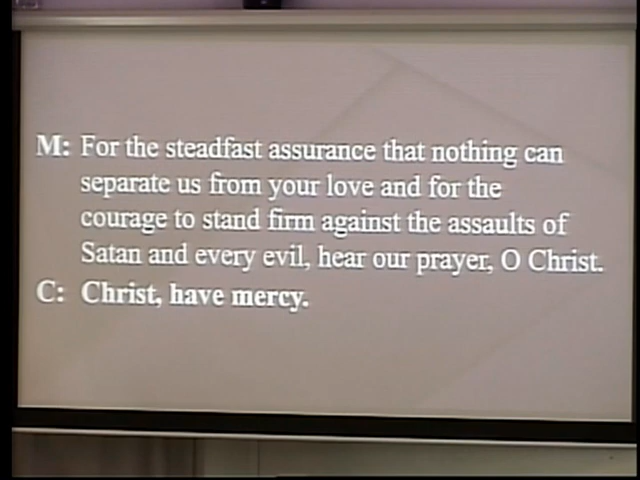 M: For the steadfast assurance that nothing can
separate us from your love and for the
courage to stand firm against the assaults of
Satan and every evil, hear our prayer, O Christ.
C: Christ, have mercy.